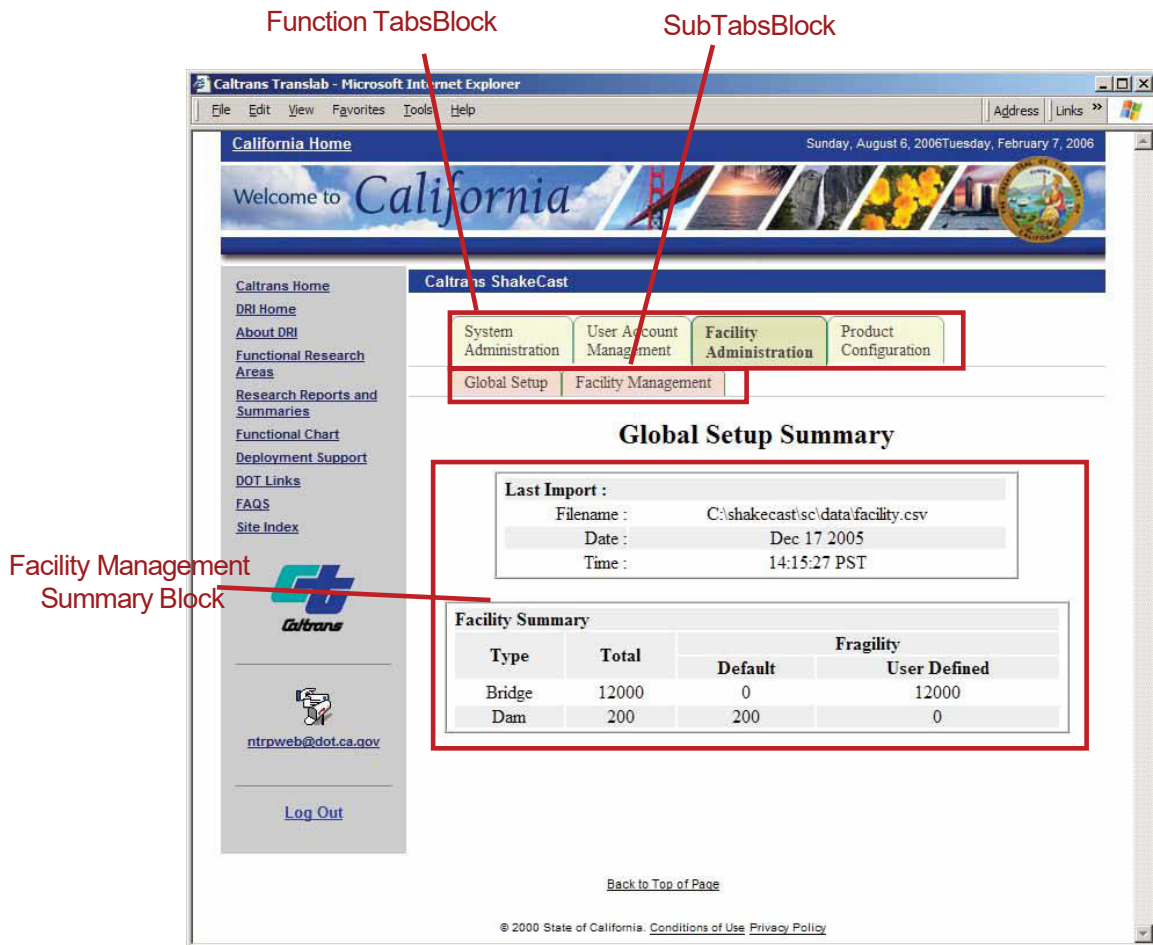 Function TabsBlock
SubTabsBlock
Caltrans Translab - Microsoft Internet Explorer
File Edit View Favorites Tools Help
Address Links »
California Home
Sunday, August 6, 2006Tuesday, February 7, 2006
Welcome to California
Caltrans Home
DRI Home
About DRI
Functional Research
Areas
Research Reports and
Summaries
Functional Chart
Deployment Support
DOT Links
FAQS
Site Index
Caltrans
ntrpweb@dot.ca.gov
Log Out
Facility Management
Summary Block
Caltrans ShakeCast
System
Administration
User Account
Management
Facility
Administration
Product
Configuration
Global Setup
Facility Management
Global Setup Summary
Last Import :
Filename : C:\shakecast\sc\data\facility.csv
Date : Dec 17 2005
Time : 14:15:27 PST
Facility Summary
Type Total Fragility
Default User Defined
Bridge 12000 0 12000
Dam 200 200 0
Back to Top of Page
© 2000 State of California. Conditions of Use Privacy Policy